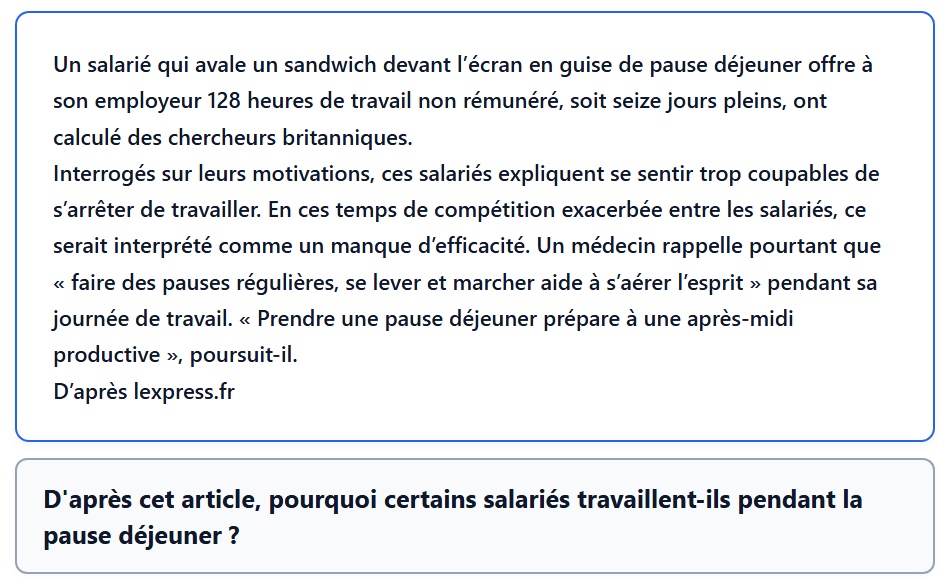 Un salarié qui avale un sandwich devant l’écran en guise de pause déjeuner offre à
son employeur 128 heures de travail non rémunéré, soit seize jours pleins, ont
calculé des chercheurs britanniques.
Interrogés sur leurs motivations, ces salariés expliquent se sentir trop coupables de
s’arrêter de travailler. En ces temps de compétition exacerbée entre les salariés, ce
serait interprété comme un manque d’efficacité. Un médecin rappelle pourtant que
« faire des pauses régulières, se lever et marcher aide à s’aérer l’esprit » pendant sa
journée de travail. « Prendre une pause déjeuner prépare à une après-midi
productive », poursuit-il.
D’après lexpress.fr
D'après cet article, pourquoi certains salariés travaillent-ils pendant la
pause déjeuner ?